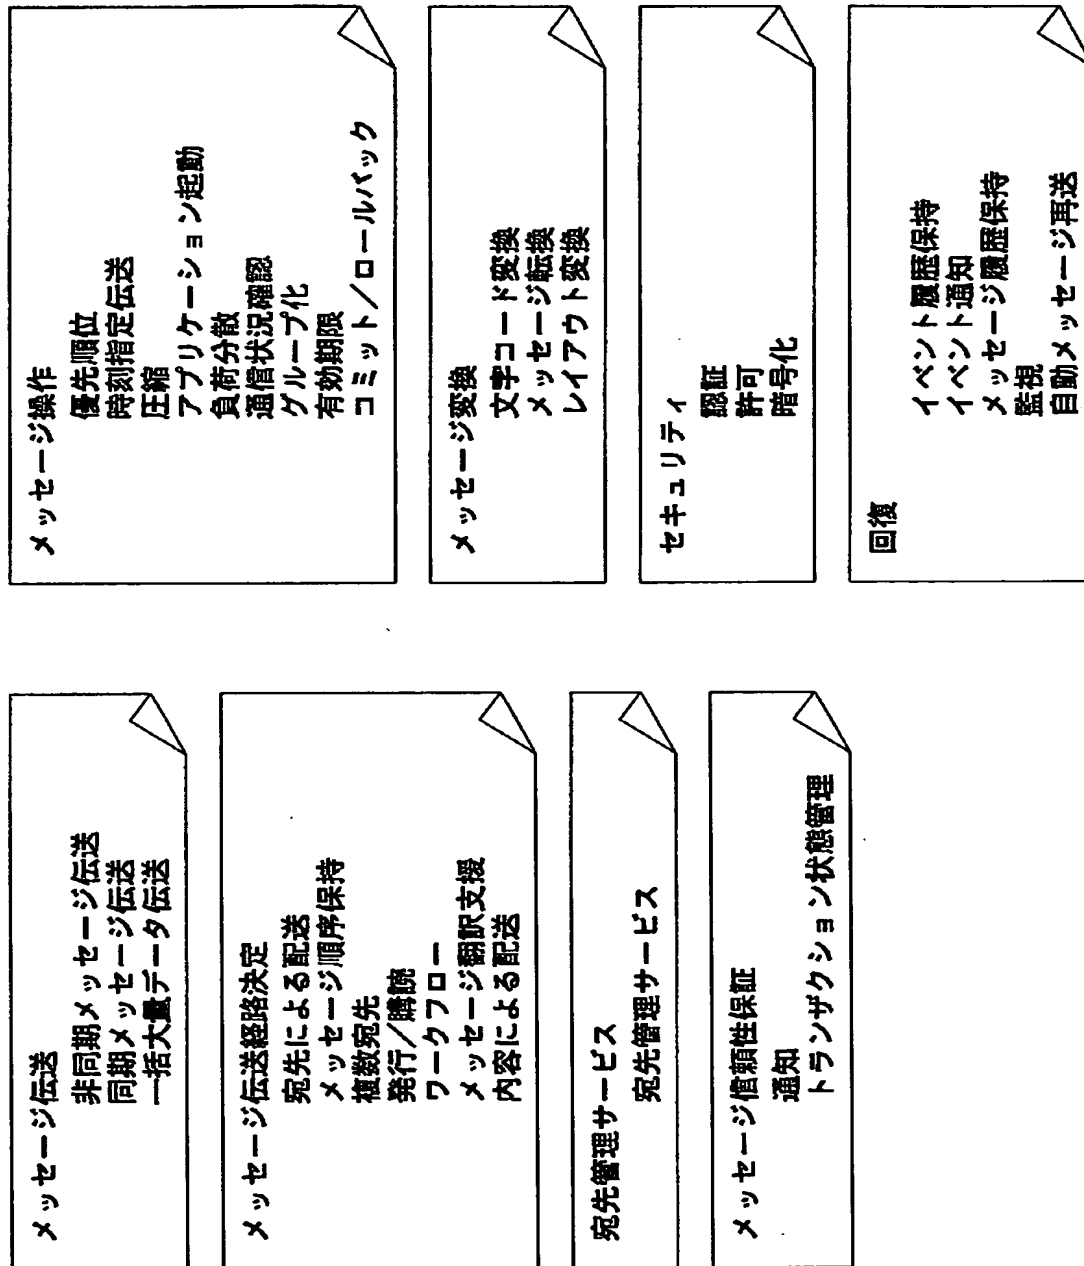 メッセージ伝送
非同期メッセージ伝送
同期メッセージ伝送
一括大量データ伝送
メッセージ伝送経路決定
宛先による配送
メッセージ順序保持
複数宛先
発行／購読
ワークフロー
メッセージ翻訳支援
内容による配送
宛先管理サービス
宛先管理サービス
メッセージ信頼性保証
通知
トランザクション状態管理
メッセージ操作
優先順位
時刻指定伝送
圧縮
アプリケーション起動
負荷分散
通信状況確認
グループ化
有効期限
コミット／ロールバック
メッセージ変換
文字コード変換
メッセージ転換
レイアウト変換
セキュリティ
認証
許可
暗号化
回復
イベント履歴保持
イベント通知
メッセージ履歴保持
監視
自動メッセージ再送